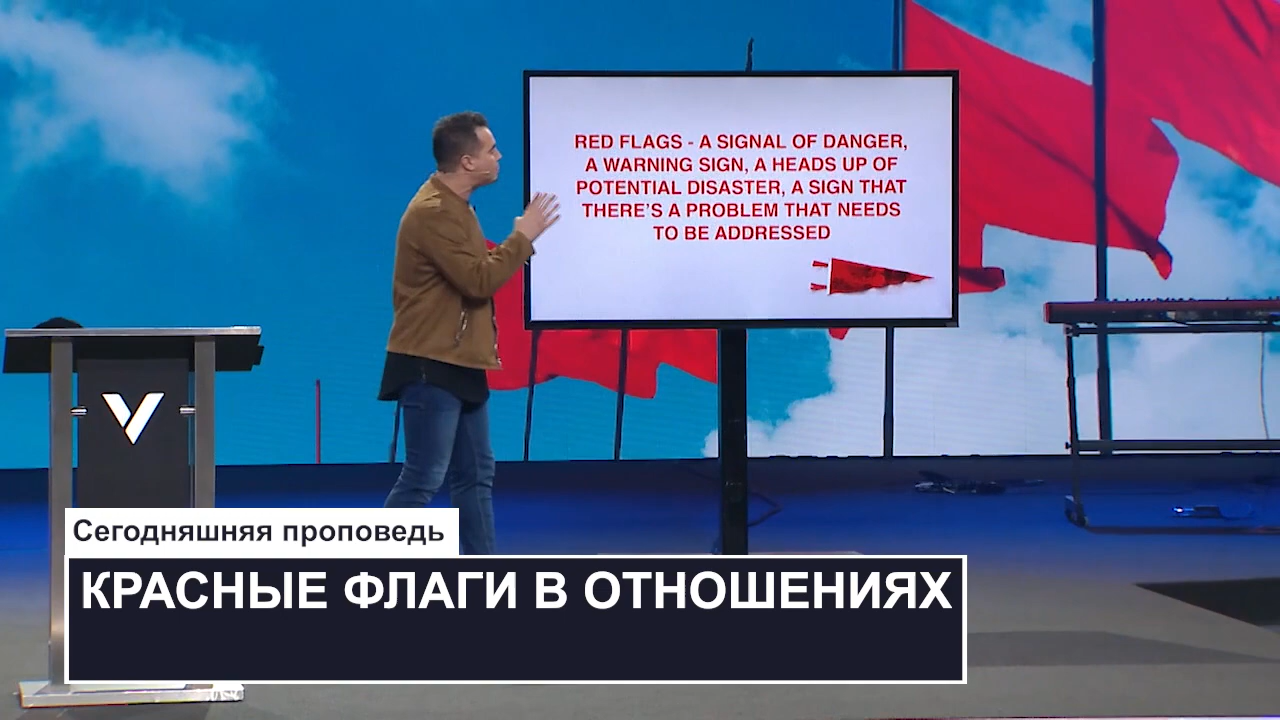 RED FLAGS - A SIGNAL OF DANGER,
A WARNING SIGN, A HEADS UP OF
POTENTIAL DISASTER, A SIGN THAT
THERE'S A PROBLEM THAT NEEDS
TO BE ADDRESSED
Сегодняшняя проповедь
КРАСНЫЕ ФЛАГИ В ОТНОШЕНИЯХ